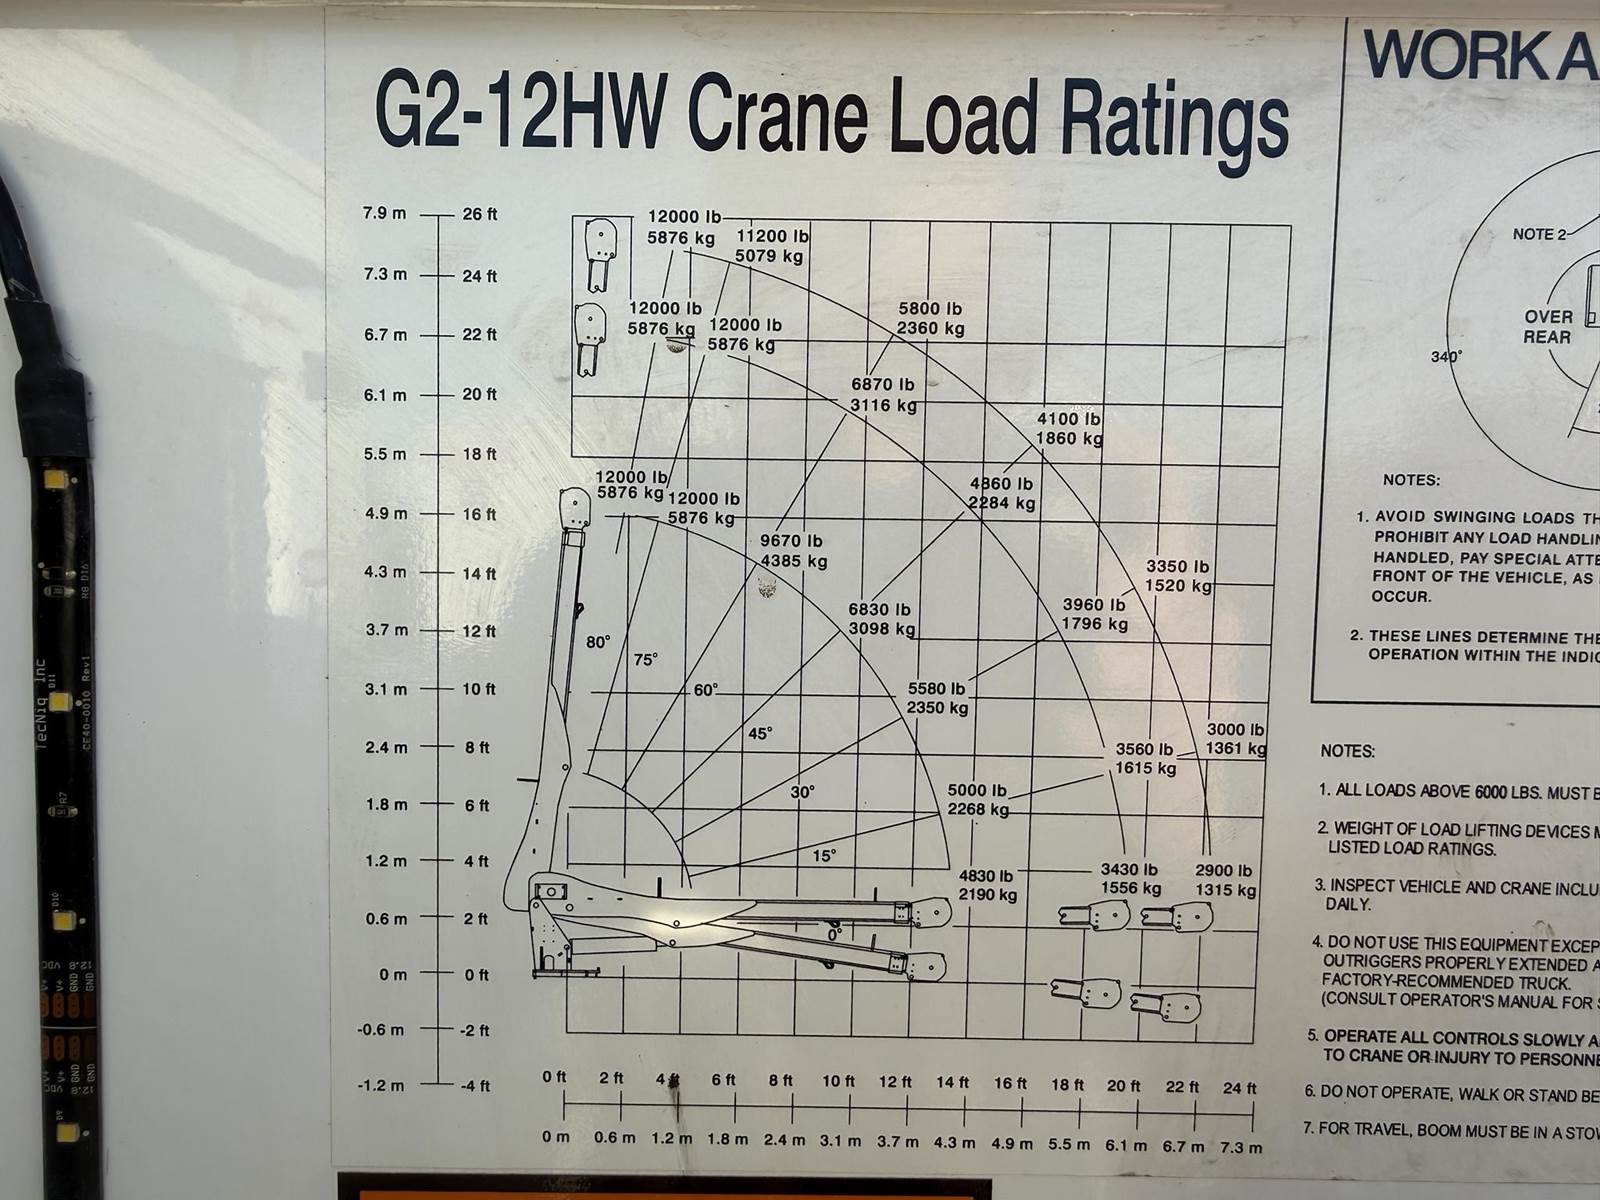 G2-12HW Crane Load Ratings
7.9 m 26 ft
7.3 m 24 ft
6.7 m 22 ft
6.1 m 20 ft
5.5 m 18 ft
4.9 m 16 ft
4.3 m 14 ft
3.7 m 12 ft
3.1 m 10 ft
2.4 m 8 ft
1.8 m 6 ft
1.2 m 4 ft
0.6 m 2 ft
0 m 0 ft
-0.6 m -2 ft
-1.2 m -4 ft
12000 lb
5876 kg
11200 lb
5079 kg
5800 lb
2360 kg
4100 lb
1860 kg
3350 lb
1520 kg
3000 lb
1361 kg
2900 lb
1315 kg
12000 lb
5876 kg
12000 lb
5876 kg
6870 lb
3116 kg
4860 lb
2284 kg
3960 lb
1796 kg
3560 lb
1615 kg
3430 lb
1556 kg
12000 lb
5876 kg
12000 lb
5876 kg
9670 lb
4385 kg
6830 lb
3098 kg
5580 lb
2350 kg
5000 lb
2268 kg
4830 lb
2190 kg
80°
75°
60°
45°
30°
15°
0°
0 ft 2 ft 4 ft 6 ft 8 ft 10 ft 12 ft 14 ft 16 ft 18 ft 20 ft 22 ft 24 ft
0 m 0.6 m 1.2 m 1.8 m 2.4 m 3.1 m 3.7 m 4.3 m 4.9 m 5.5 m 6.1 m 6.7 m 7.3 m
WORK A
NOTE 2
OVER
REAR
340°
NOTES:
1. AVOID SWINGING LOADS
PROHIBIT ANY LOAD
HANDLED, PAY SPECIAL
FRONT OF THE VEHICLE, AS
OCCUR.
2. THESE LINES DETERMINE THE
OPERATION WITHIN THE
NOTES:
1. ALL LOADS ABOVE 6000 LBS. MUST
2. WEIGHT OF LOAD LIFTING DEVICES
LISTED LOAD RATINGS.
3. INSPECT VEHICLE AND CRANE
DAILY.
4. DO NOT USE THIS EQUIPMENT
OUTRIGGERS PROPERLY EXTENDED
FACTORY-RECOMMENDED TRUCK.
(CONSULT OPERATOR'S MANUAL FOR
5. OPERATE ALL CONTROLS SLOWLY
TO CRANE OR INJURY TO
6. DO NOT OPERATE, WALK OR STAND
7. FOR TRAVEL, BOOM MUST BE IN A
TecNiq Inc
CE40-0010 Rev1
R8 D16
D11
R7
D10
12.8 VDC
V+ V+ GND GND
V+ V+ GND GND
12.8 VDC
D9